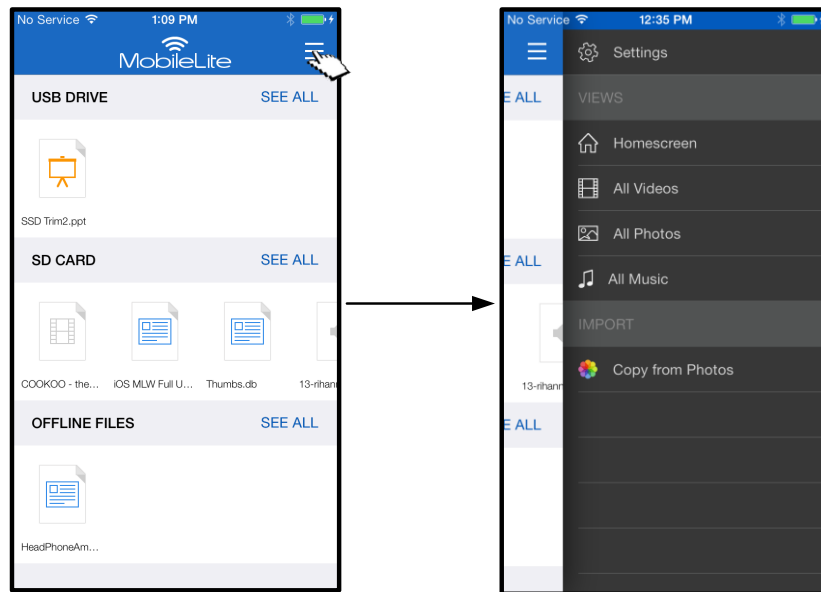 No Service 1:09 PM
MobileLite
USB DRIVE SEE ALL
SSD Trim2.ppt
SD CARD SEE ALL
COOKOO - the... iOS MLW Full U... Thumbs.db 13-rihan
OFFLINE FILES SEE ALL
HeadPhoneAm...
No Service 12:35 PM
Settings
E ALL VIEWS
Homescreen
All Videos
All Photos
E ALL
All Music
IMPORT
Copy from Photos
13-rihann
E ALL